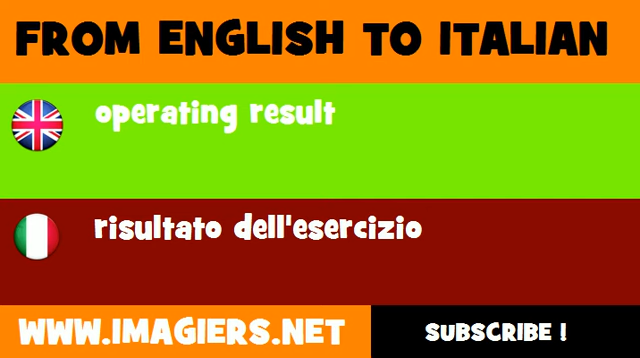 FROM ENGLISH TO ITALIAN
operating result
risultato dell'esercizio
WWW.IMAGIERS.NET
SUBSCRIBE !